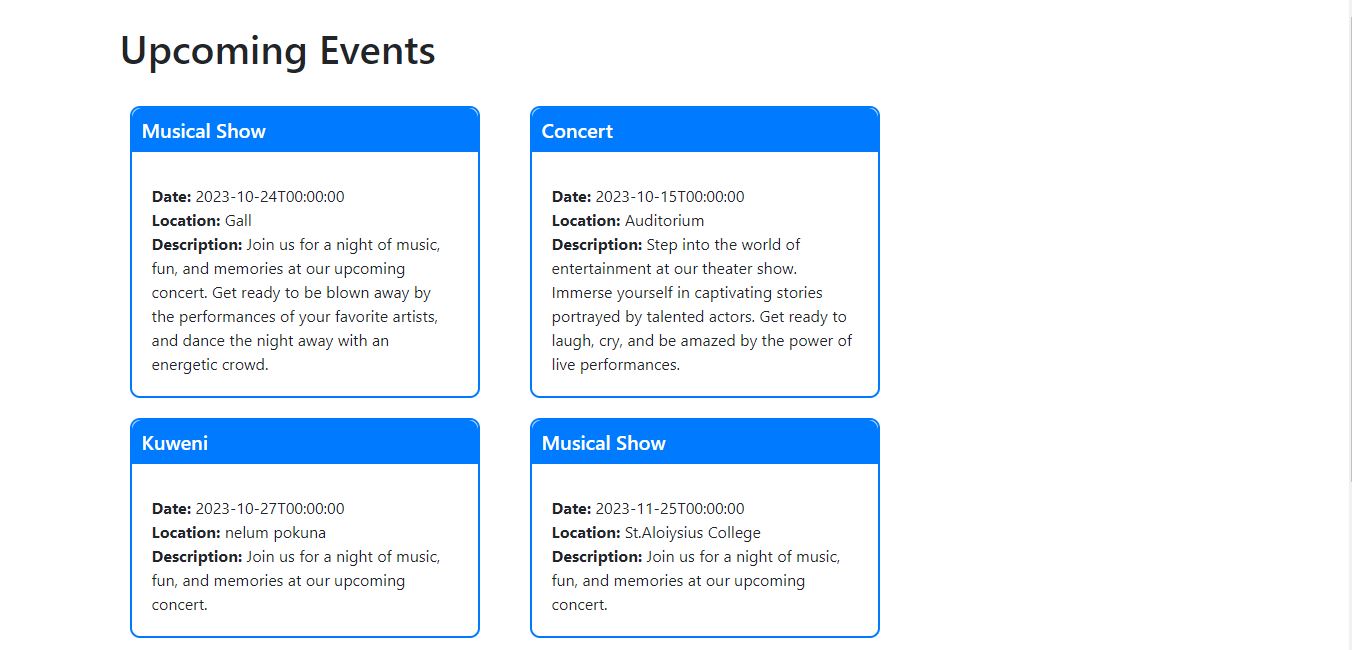 Upcoming Events
Musical Show
Date: 2023-10-24T00:00:00
Location: Gall
Description: Join us for a night of music,
fun, and memories at our upcoming
concert. Get ready to be blown away by
the performances of your favorite artists,
and dance the night away with an
energetic crowd.
Concert
Date: 2023-10-15T00:00:00
Location: Auditorium
Description: Step into the world of
entertainment at our theater show.
Immerse yourself in captivating stories
portrayed by talented actors. Get ready to
laugh, cry, and be amazed by the power of
live performances.
Kuweni
Date: 2023-10-27T00:00:00
Location: nelum pokuna
Description: Join us for a night of music,
fun, and memories at our upcoming
concert.
Musical Show
Date: 2023-11-25T00:00:00
Location: St.Aloiysius College
Description: Join us for a night of music,
fun, and memories at our upcoming
concert.